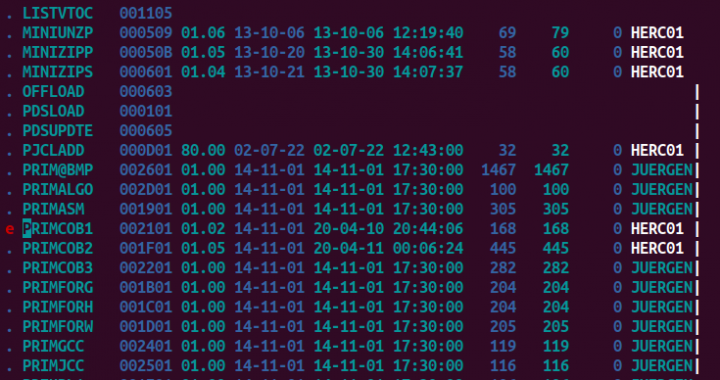 . LISTVTOC 001105
. MINIUNZP 000509 01.06 13-10-06 13-10-06 12:19:40 69 79 0 HERC01
. MINIZIPP 00050B 01.05 13-10-20 13-10-30 14:06:41 58 60 0 HERC01
. MINIZIPS 000601 01.04 13-10-21 13-10-30 14:07:37 58 60 0 HERC01
. OFFLOAD 000603 |
. PDSLOAD 000101 |
. PDSUPDTE 000605 |
. PJCLADD 000D01 80.00 02-07-22 02-07-22 12:43:00 32 32 0 HERC01 |
. PRIM@BMP 002601 01.00 14-11-01 14-11-01 17:30:00 1467 1467 0 JUERGEN|
. PRIMALGO 002D01 01.00 14-11-01 14-11-01 17:30:00 100 100 0 JUERGEN|
. PRIMASM 001901 01.00 14-11-01 14-11-01 17:30:00 305 305 0 JUERGEN|
e PRIMCOB1 002101 01.02 14-11-01 20-04-10 20:44:06 168 168 0 HERC01 |
. PRIMCOB2 001F01 01.05 14-11-01 20-04-11 00:06:24 445 445 0 HERC01 |
. PRIMCOB3 002201 01.00 14-11-01 14-11-01 17:30:00 282 282 0 JUERGEN|
. PRIMFORG 001B01 01.00 14-11-01 14-11-01 17:30:00 204 204 0 JUERGEN|
. PRIMFORH 001C01 01.00 14-11-01 14-11-01 17:30:00 204 204 0 JUERGEN|
. PRIMFORW 001D01 01.00 14-11-01 14-11-01 17:30:00 205 205 0 JUERGEN|
. PRIMGCC 002401 01.00 14-11-01 14-11-01 17:30:00 119 119 0 JUERGEN|
. PRIMJCC 002501 01.00 14-11-01 14-11-01 17:30:00 116 116 0 JUERGEN|